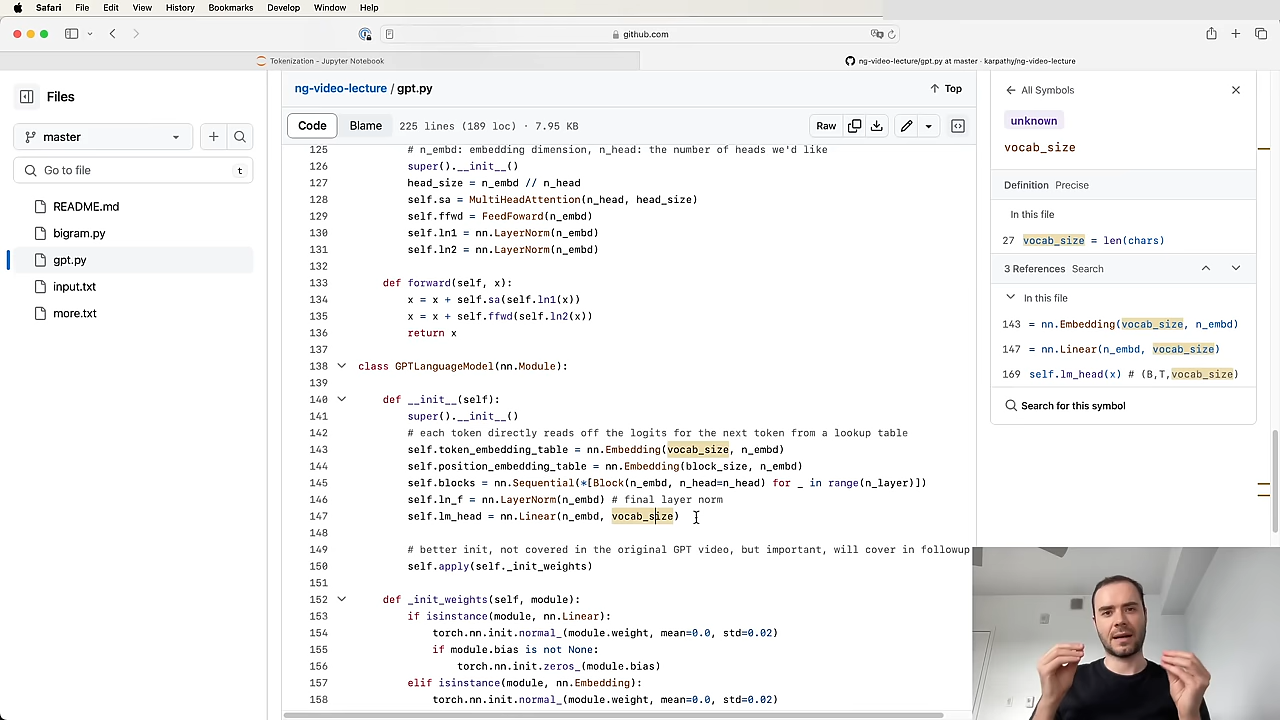 Safari File Edit View History Bookmarks Develop Window Help
github.com
Tokenization - Jupyter Notebook
ng-video-lecture/gpt.py at master · karpathy/ng-video-lecture
Files
master
Go to file t
README.md
bigram.py
gpt.py
input.txt
more.txt
ng-video-lecture / gpt.py
Top
Code Blame 225 lines (189 loc) · 7.95 KB
Raw
125 # n_embd: embedding dimension, n_head: the number of heads we'd like
126 super().__init__()
127 head_size = n_embd // n_head
128 self.sa = MultiHeadAttention(n_head, head_size)
129 self.ffwd = FeedFoward(n_embd)
130 self.ln1 = nn.LayerNorm(n_embd)
131 self.ln2 = nn.LayerNorm(n_embd)
132
133 def forward(self, x):
134 x = x + self.sa(self.ln1(x))
135 x = x + self.ffwd(self.ln2(x))
136 return x
137
138 class GPTLanguageModel(nn.Module):
139
140 def __init__(self):
141 super().__init__()
142 # each token directly reads off the logits for the next token from a lookup table
143 self.token_embedding_table = nn.Embedding(vocab_size, n_embd)
144 self.position_embedding_table = nn.Embedding(block_size, n_embd)
145 self.blocks = nn.Sequential(*[Block(n_embd, n_head=n_head) for _ in range(n_layer)])
146 self.ln_f = nn.LayerNorm(n_embd) # final layer norm
147 self.lm_head = nn.Linear(n_embd, vocab_size)
148
149 # better init, not covered in the original GPT video, but important, will cover in followup
150 self.apply(self._init_weights)
151
152 def _init_weights(self, module):
153 if isinstance(module, nn.Linear):
154 torch.nn.init.normal_(module.weight, mean=0.0, std=0.02)
155 if module.bias is not None:
156 torch.nn.init.zeros_(module.bias)
157 elif isinstance(module, nn.Embedding):
158 torch.nn.init.normal_(module.weight, mean=0.0, std=0.02)
All Symbols
unknown
vocab_size
Definition Precise
In this file
27 vocab_size = len(chars)
3 References Search
In this file
143 = nn.Embedding(vocab_size, n_embd)
147 = nn.Linear(n_embd, vocab_size)
169 self.lm_head(x) # (B,T,vocab_size)
Search for this symbol